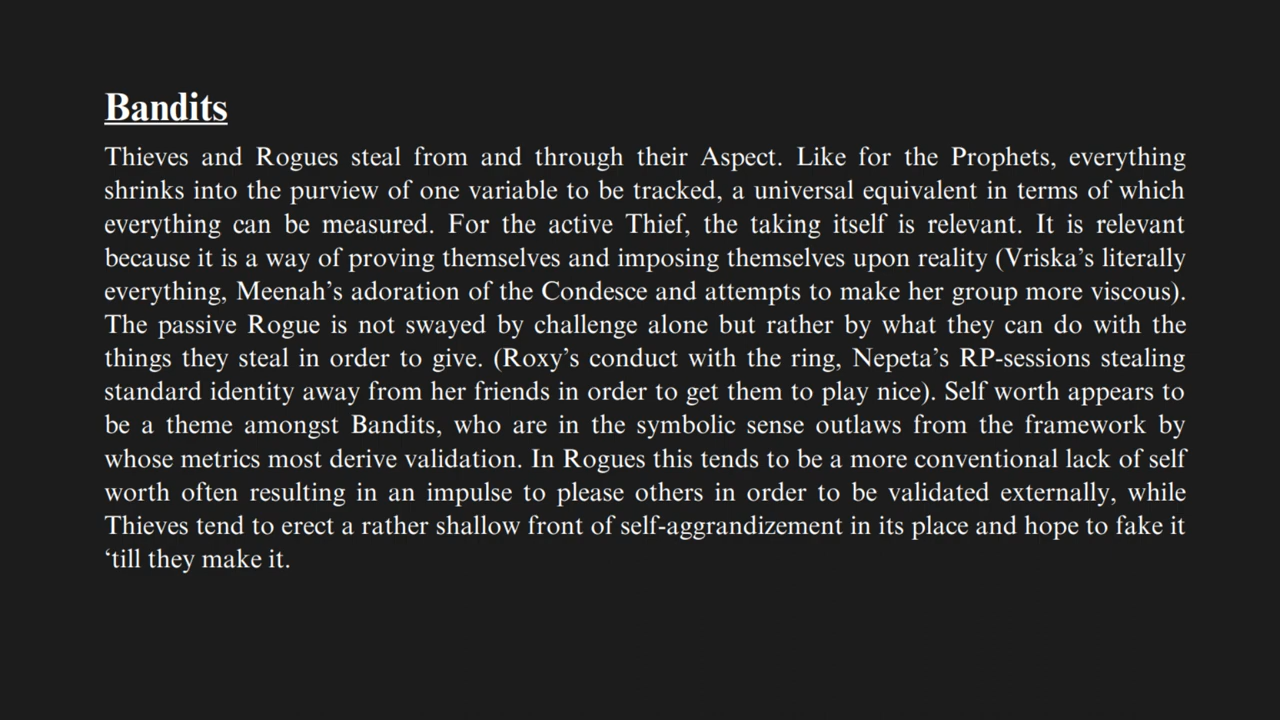 Bandits
Thieves and Rogues steal from and through their Aspect. Like for the Prophets, everything
shrinks into the purview of one variable to be tracked, a universal equivalent in terms of which
everything can be measured. For the active Thief, the taking itself is relevant. It is relevant
because it is a way of proving themselves and imposing themselves upon reality (Vriska’s literally
everything, Meenah’s adoration of the Condesce and attempts to make her group more viscous).
The passive Rogue is not swayed by challenge alone but rather by what they can do with the
things they steal in order to give. (Roxy’s conduct with the ring, Nepeta’s RP-sessions stealing
standard identity away from her friends in order to get them to play nice). Self worth appears to
be a theme amongst Bandits, who are in the symbolic sense outlaws from the framework by
whose metrics most derive validation. In Rogues this tends to be a more conventional lack of self
worth often resulting in an impulse to please others in order to be validated externally, while
Thieves tend to erect a rather shallow front of self-aggrandizement in its place and hope to fake it
‘till they make it.